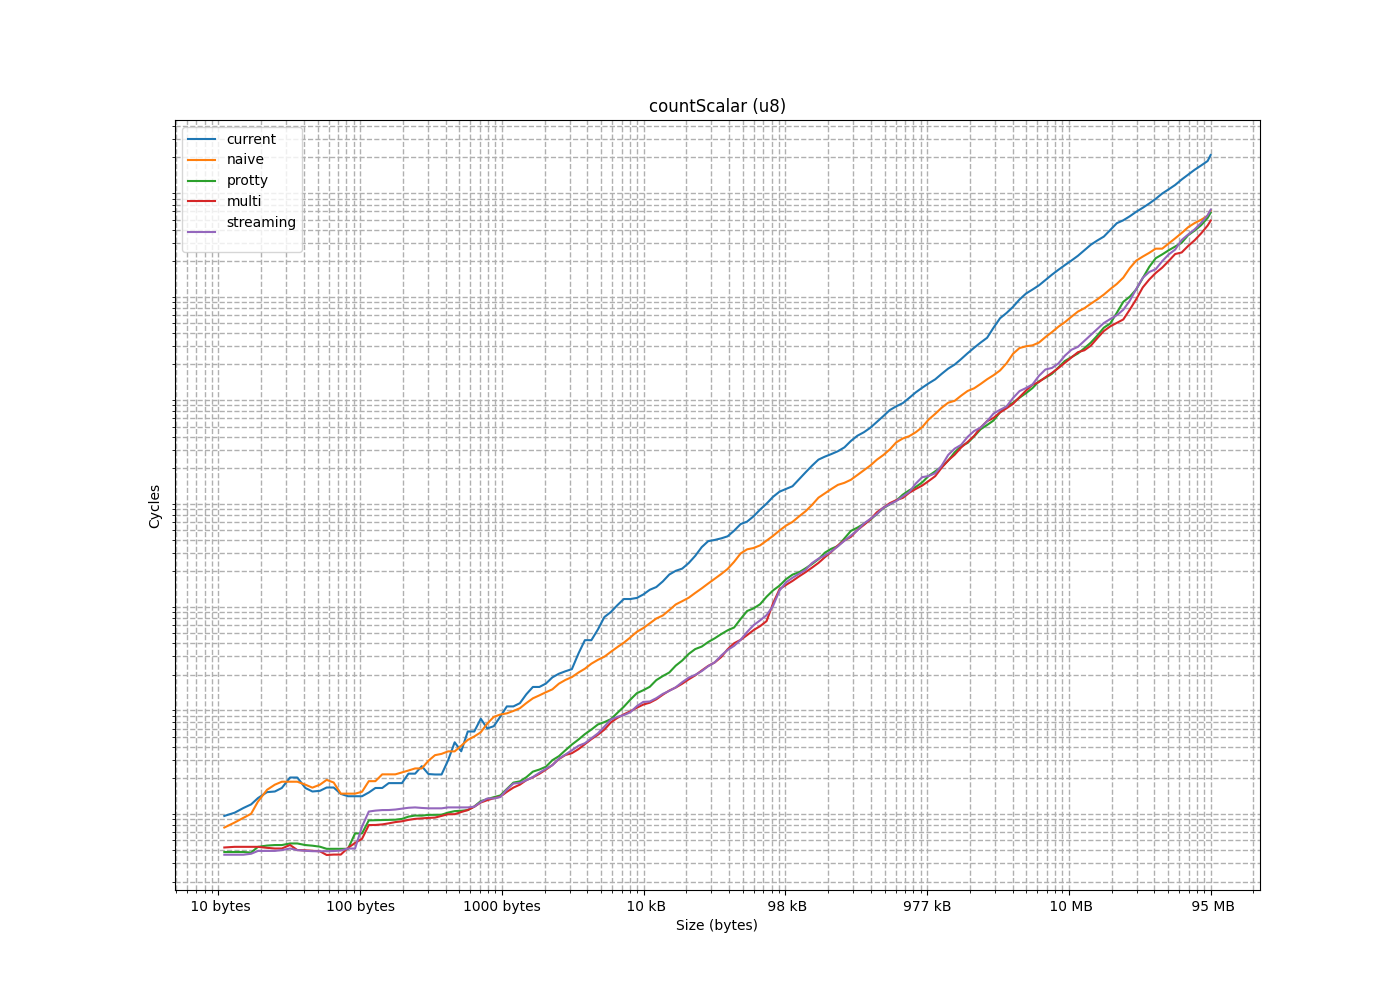 countScalar (u8)
current
naive
protty
multi
streaming
Cycles
10 bytes 100 bytes 1000 bytes 10 kB 98 kB 977 kB 10 MB 95 MB
Size (bytes)